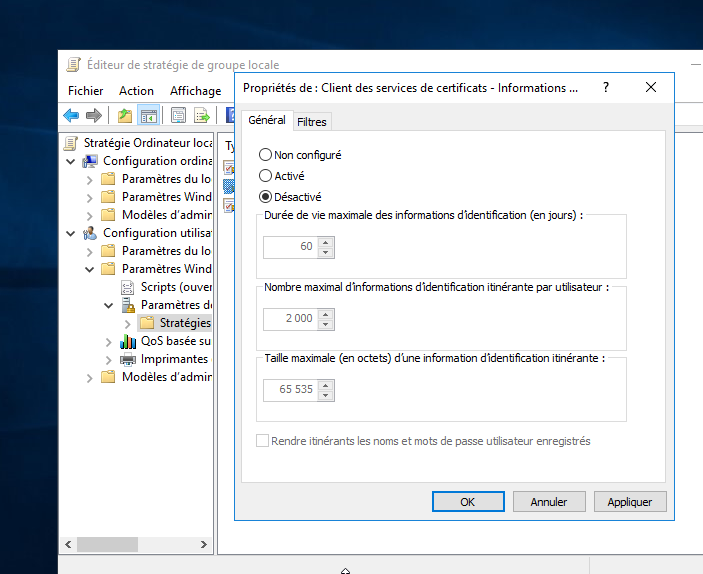 Éditeur de stratégie de groupe locale
Fichier Action Affichage
Propriétés de : Client des services de certificats - Informations ...
?
Général Filtres
Stratégie Ordinateur loca
Configuration ordina
Paramètres du lo
Paramètres Wind
Modèles d'admin
Configuration utilisa
Paramètres du lo
Paramètres Wind
Scripts (ouver
Paramètres de
Stratégies
QoS basée su
Imprimantes
Modèles d'admin
Ty
Non configuré
Activé
Désactivé
Durée de vie maximale des informations d'identification (en jours) :
60
Nombre maximal d'informations d'identification itinérante par utilisateur :
2 000
Taille maximale (en octets) d'une information d'identification itinérante :
65 535
Rendre itinérants les noms et mots de passe utilisateur enregistrés
OK Annuler Appliquer